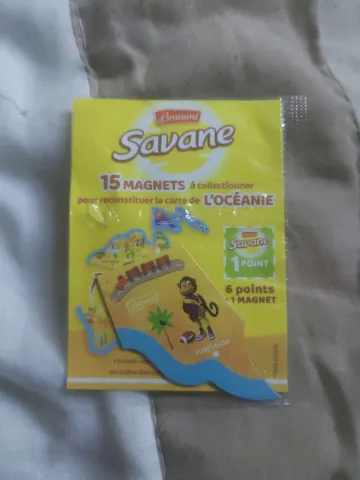 Brossard
Savane
15 MAGNETS à collectionner
pour reconstituer la carte de L'OCÉANIE
Savane
1 POINT
6 points
1 MAGNET